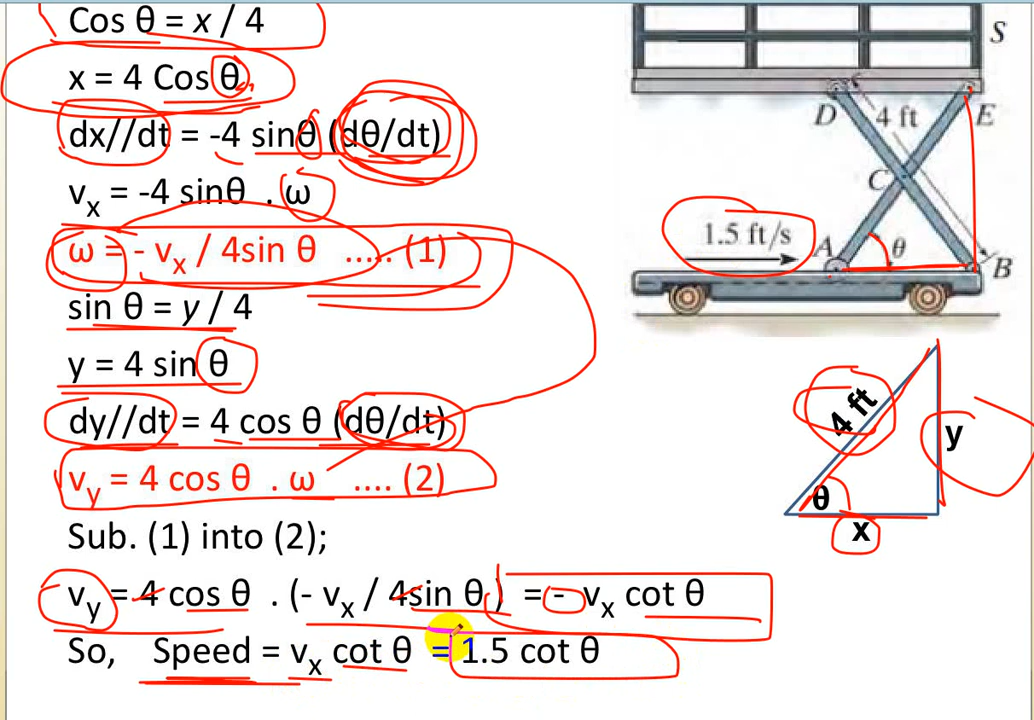 Cos θ = x / 4
x = 4 Cos θ
dx//dt = -4 sinθ (dθ/dt)
vx = -4 sinθ . ω
ω = - vx / 4sin θ ..... (1)
sin θ = y / 4
y = 4 sin θ
dy//dt = 4 cos θ (dθ/dt)
vy = 4 cos θ . ω .... (2)
Sub. (1) into (2);
vy = 4 cos θ . (- vx / 4sin θ ) = - vx cot θ
So, Speed = vx cot θ = 1.5 cot θ
S
D
4 ft
E
C
1.5 ft/s
A
θ
B
4 ft
y
θ
x